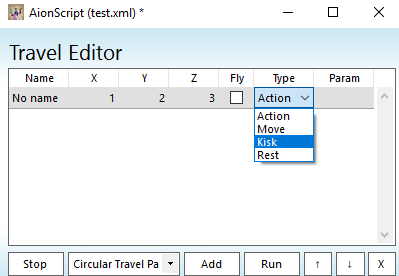 AionScript (test.xml) *
Travel Editor
Name X Y Z Fly Type Param
No name 1 2 3 Action
Action
Move
Kisk
Rest
Stop Circular Travel Pa Add Run ↑ ↓ X